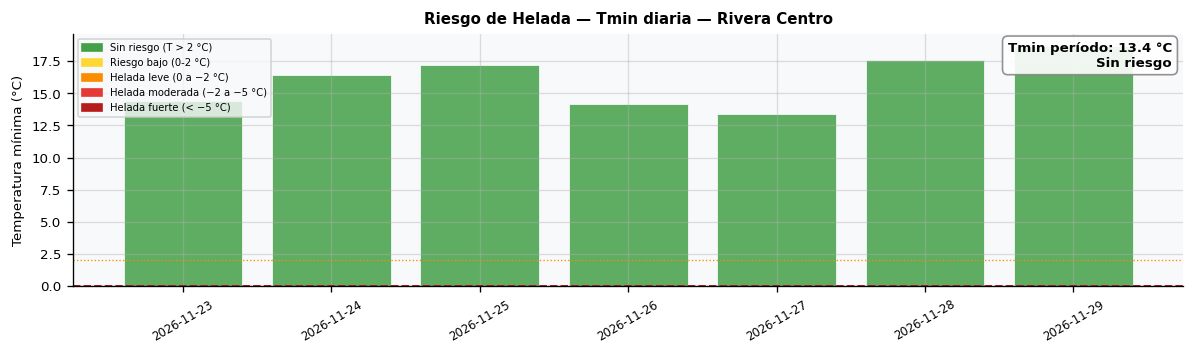 Riesgo de Helada — Tmin diaria — Rivera Centro
Temperatura mínima (°C)
17.5
15.0
12.5
10.0
7.5
5.0
2.5
0.0
Sin riesgo (T > 2 °C)
Riesgo bajo (0-2 °C)
Helada leve (0 a −2 °C)
Helada moderada (−2 a −5 °C)
Helada fuerte (< −5 °C)
Tmin período: 13.4 °C
Sin riesgo
2026-11-23
2026-11-24
2026-11-25
2026-11-26
2026-11-27
2026-11-28
2026-11-29